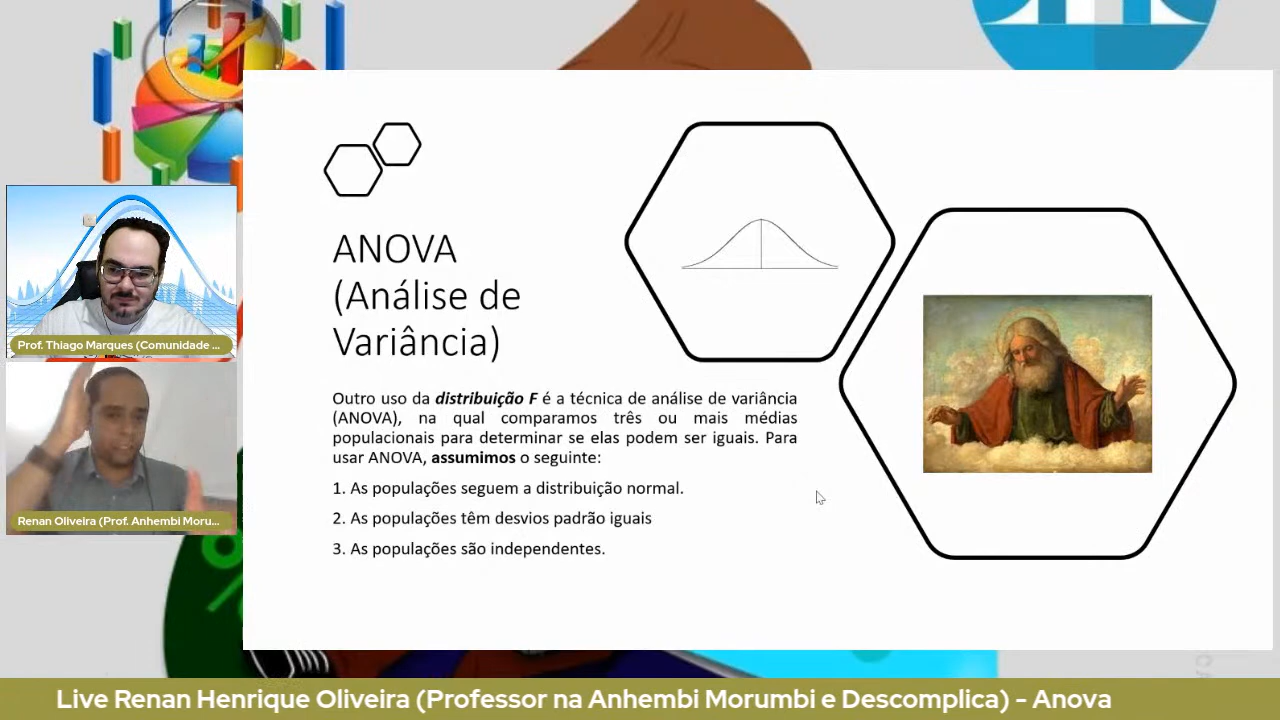 ANOVA
(Análise de
Variância)
Outro uso da distribuição F é a técnica de análise de variância
(ANOVA), na qual comparamos três ou mais médias
populacionais para determinar se elas podem ser iguais. Para
usar ANOVA, assumimos o seguinte:
1. As populações seguem a distribuição normal.
2. As populações têm desvios padrão iguais
3. As populações são independentes.
Prof. Thiago Marques (Comunidade ...
Renan Oliveira (Prof. Anhembi Moru...
Live Renan Henrique Oliveira (Professor na Anhembi Morumbi e Descomplica) - Anova